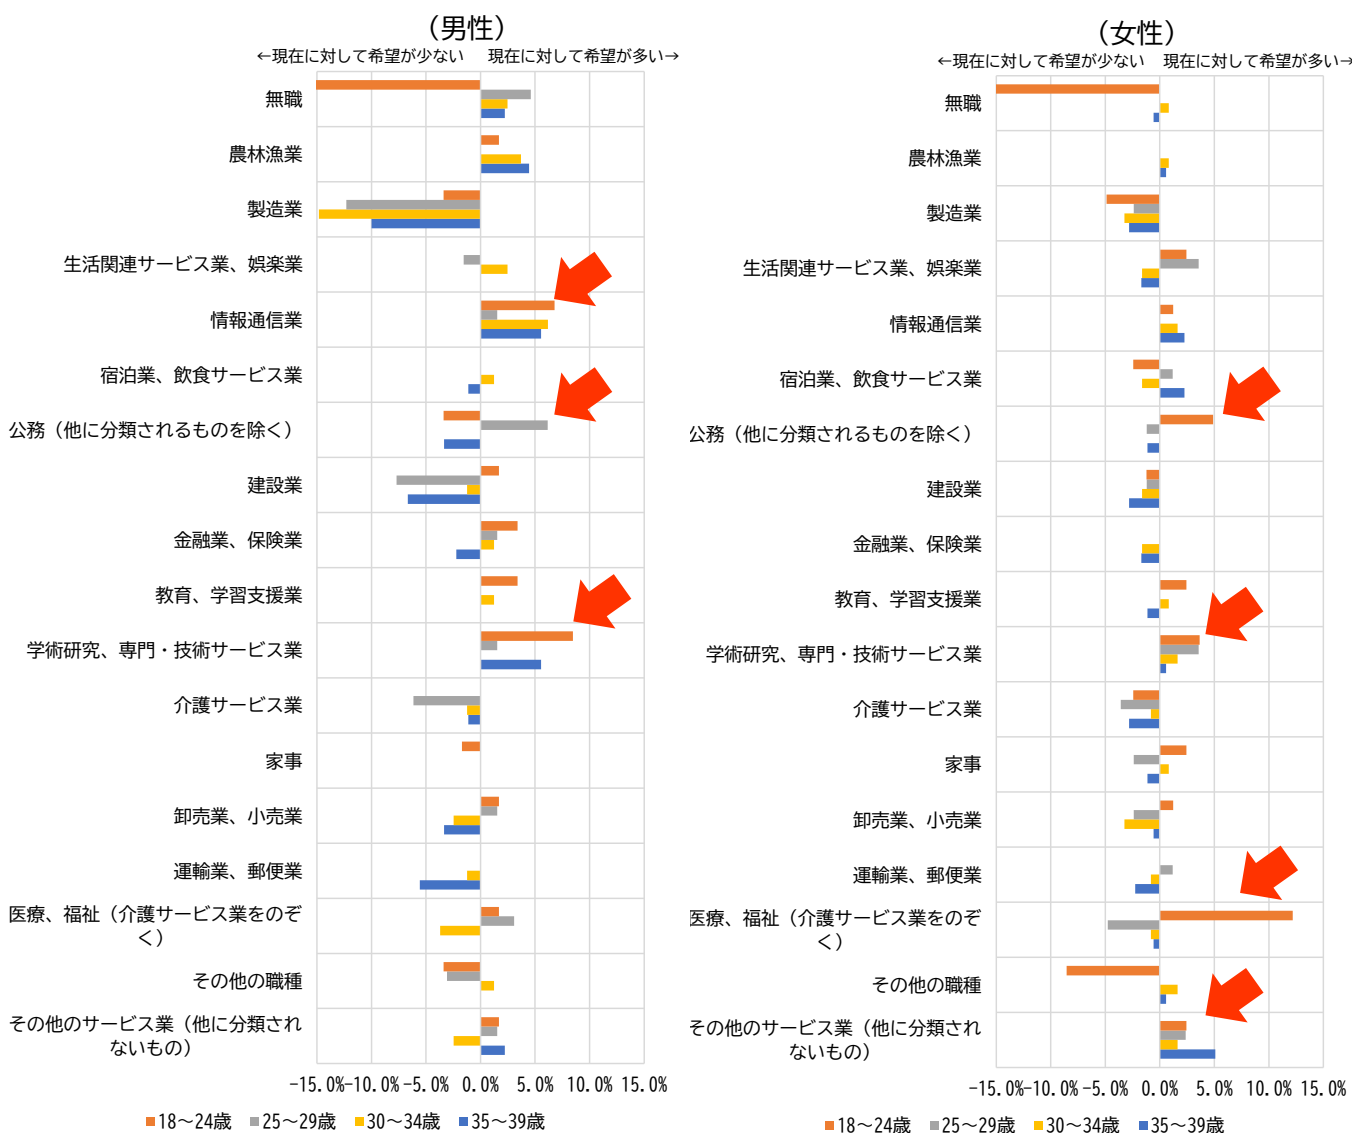 （男性）
←現在に対して希望が少ない　現在に対して希望が多い→
無職
農林漁業
製造業
生活関連サービス業、娯楽業
情報通信業
宿泊業、飲食サービス業
公務（他に分類されるものを除く）
建設業
金融業、保険業
教育、学習支援業
学術研究、専門・技術サービス業
介護サービス業
家事
卸売業、小売業
運輸業、郵便業
医療、福祉（介護サービス業をのぞ
く）
その他の職種
その他のサービス業（他に分類され
ないもの）
-15.0%-10.0% -5.0% 0.0% 5.0% 10.0% 15.0%
18～24歳 25～29歳 30～34歳 35～39歳
（女性）
←現在に対して希望が少ない　現在に対して希望が多い→
無職
農林漁業
製造業
生活関連サービス業、娯楽業
情報通信業
宿泊業、飲食サービス業
公務（他に分類されるものを除く）
建設業
金融業、保険業
教育、学習支援業
学術研究、専門・技術サービス業
介護サービス業
家事
卸売業、小売業
運輸業、郵便業
医療、福祉（介護サービス業をのぞ
く）
その他の職種
その他のサービス業（他に分類され
ないもの）
-15.0%-10.0% -5.0% 0.0% 5.0% 10.0% 15.0%
18～24歳 25～29歳 30～34歳 35～39歳